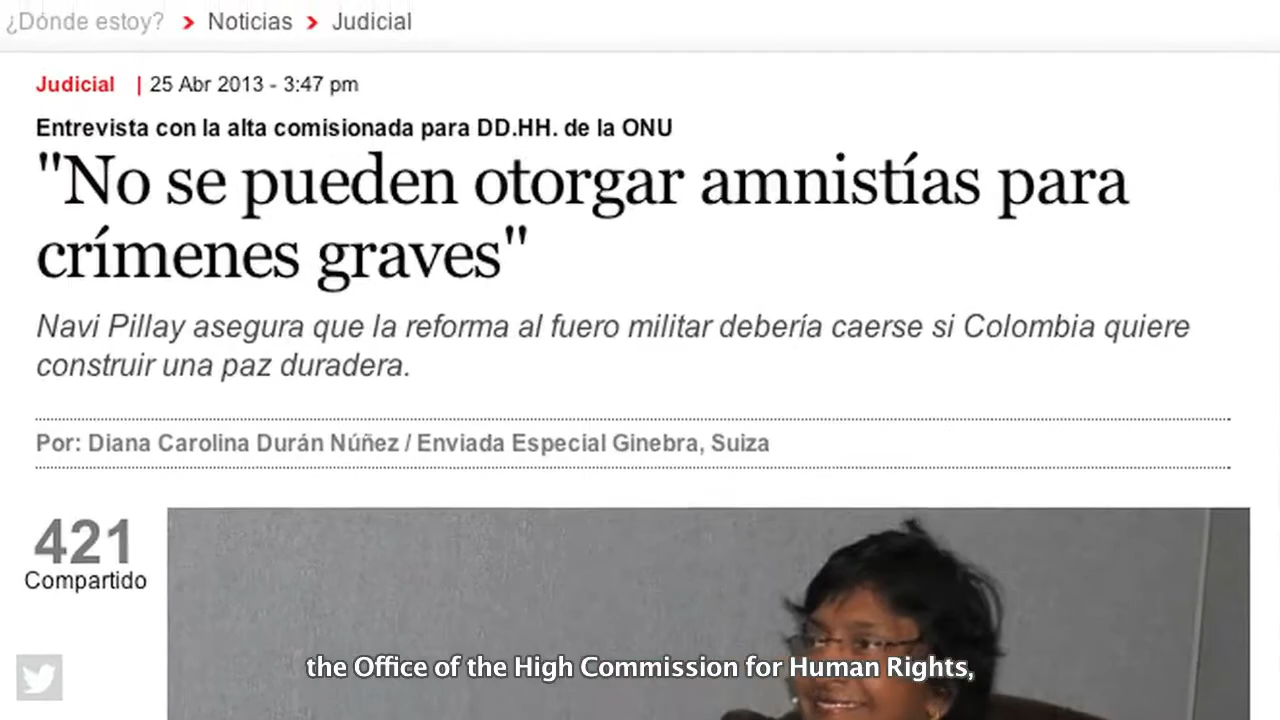 ¿Dónde estoy? > Noticias > Judicial
Judicial | 25 Abr 2013 - 3:47 pm
Entrevista con la alta comisionada para DD.HH. de la ONU
"No se pueden otorgar amnistías para
crímenes graves"
Navi Pillay asegura que la reforma al fuero militar debería caerse si Colombia quiere
construir una paz duradera.
Por: Diana Carolina Durán Núñez / Enviada Especial Ginebra, Suiza
421
Compartido
the Office of the High Commission for Human Rights,